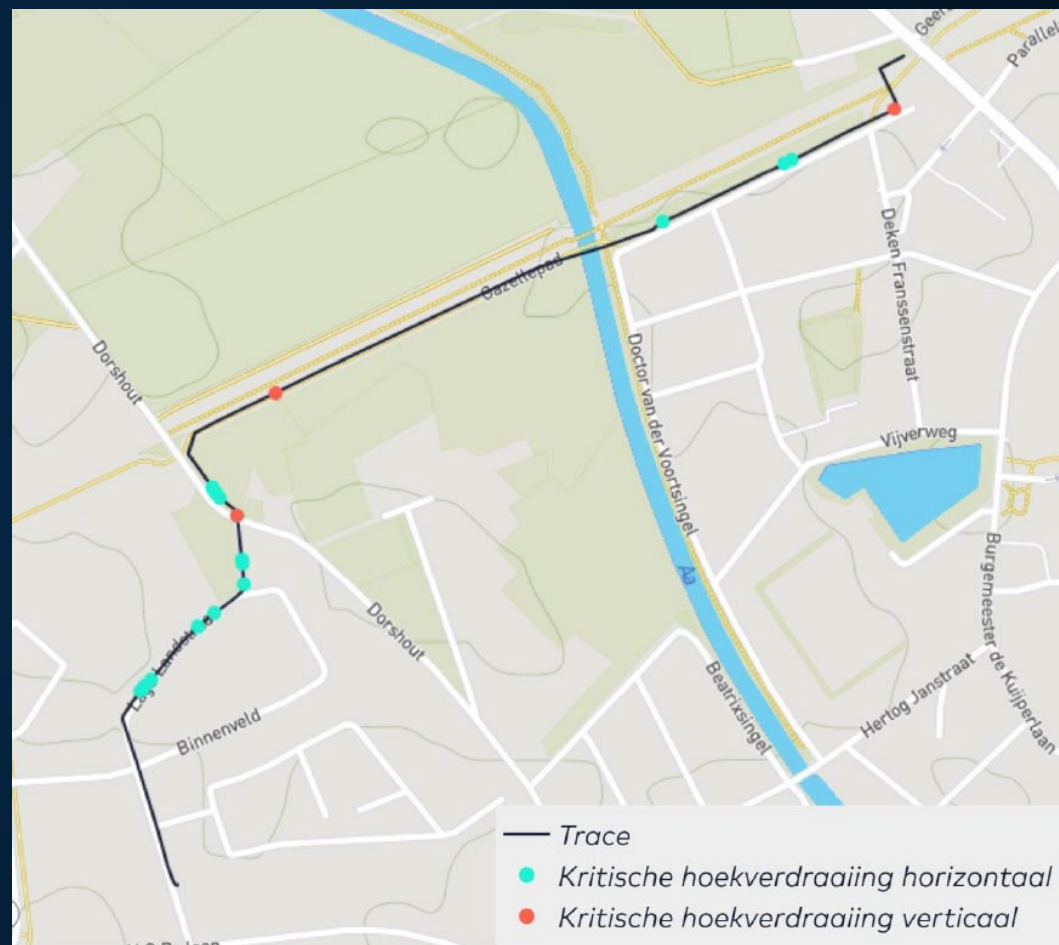 Parallel
Dorshout
Gazellepad
Deken Franssenstraat
Doctor van der Voortsingel
Vijverweg
Aa
Dorshout
Burgemeester de Kuijperlaan
Beatrixsingel
Hertog Janstraat
Binnenveld
Trace
Kritische hoekverdraaiing horizontaal
Kritische hoekverdraaiing verticaal